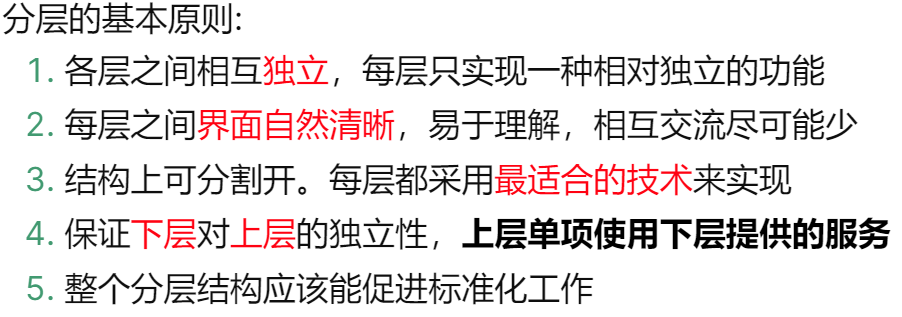 分层的基本原则:
1. 各层之间相互独立，每层只实现一种相对独立的功能
2. 每层之间界面自然清晰，易于理解，相互交流尽可能少
3. 结构上可分割开。每层都采用最适合的技术来实现
4. 保证下层对上层的独立性，上层单项使用下层提供的服务
5. 整个分层结构应该能促进标准化工作